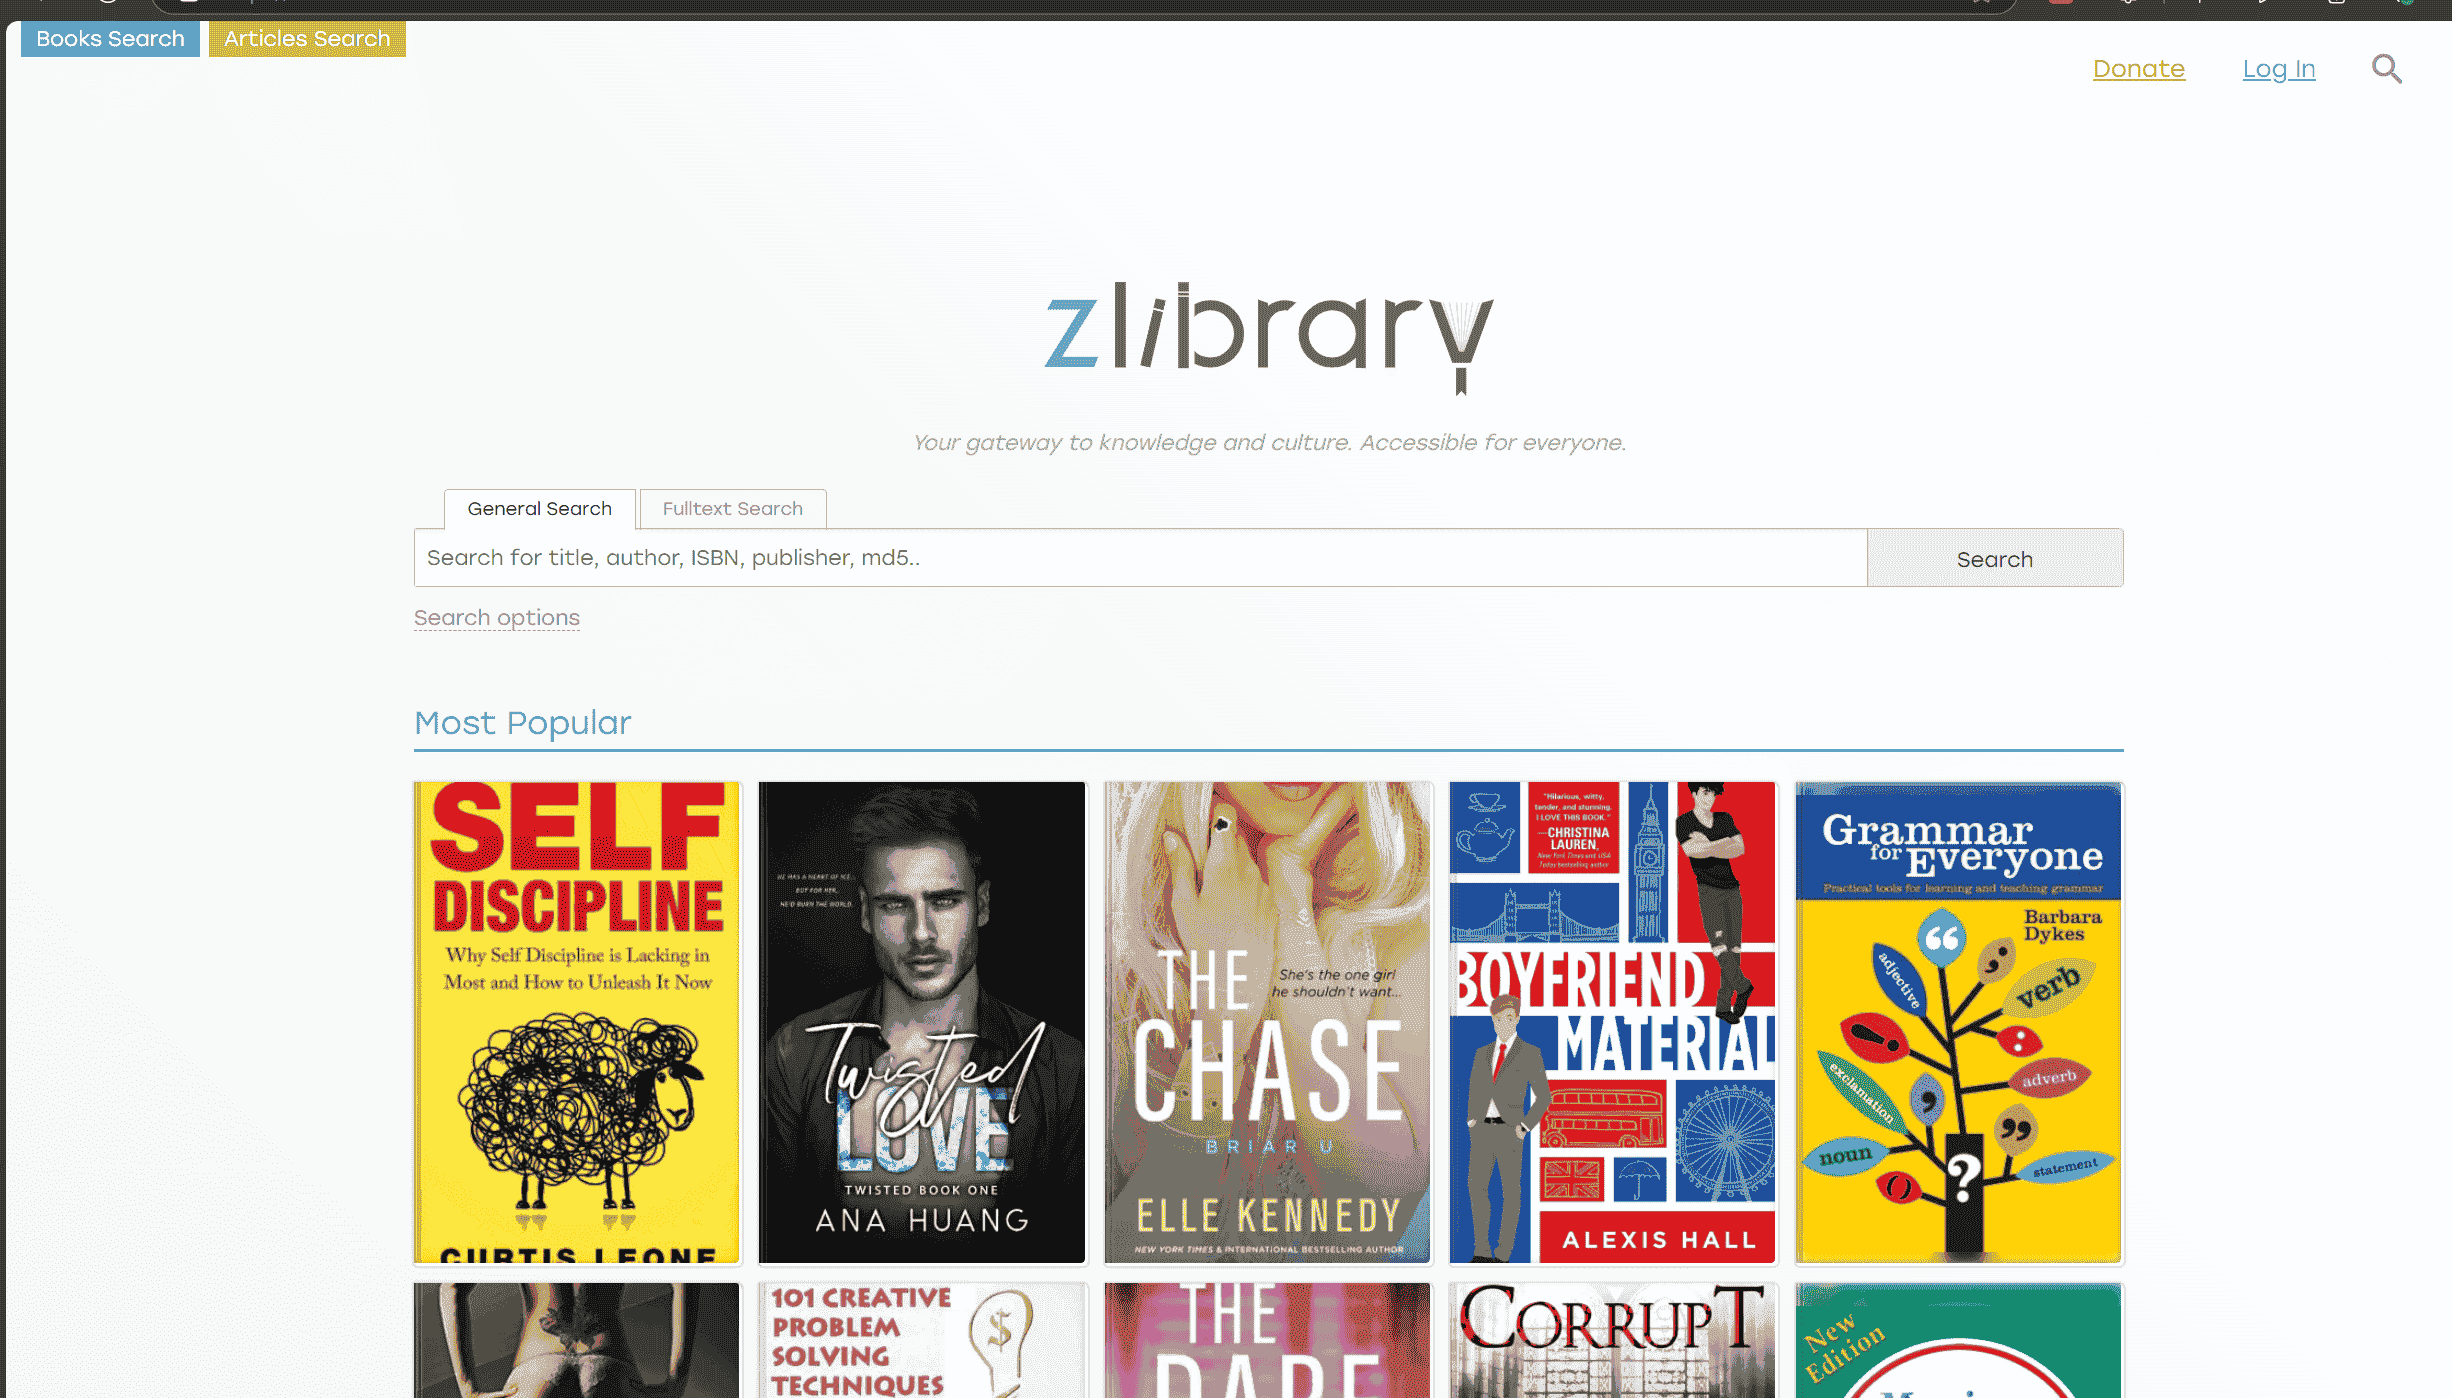 Books Search
Articles Search
Donate
Log In
zlibrary
Your gateway to knowledge and culture. Accessible for everyone.
General Search
Fulltext Search
Search for title, author, ISBN, publisher, md5..
Search
Search options
Most Popular
SELF
DISCIPLINE
Why Self Discipline is Lacking in
Most and How to Unleash It Now
CURTIS LEONE
HE HAS A HEART OF ICE...
BUT FOR HER,
HE'D BURN THE WORLD.
Twisted
LOVE
TWISTED BOOK ONE
ANA HUANG
THE
She's the one girl
he shouldn't want...
CHASE
BRIAR U
ELLE KENNEDY
NEW YORK TIMES & INTERNATIONAL BESTSELLING AUTHOR
"Hilarious, witty,
tender, and stunning.
I LOVE THIS BOOK."
—CHRISTINA
LAUREN,
New York Times and USA
Today bestselling author
BOYFRIEND
MATERIAL
ALEXIS HALL
Grammar
for Everyone
Practical tools for learning and teaching grammar
Barbara
Dykes
adjective
verb
exclamation
adverb
noun
statement
101 CREATIVE
PROBLEM
SOLVING
TECHNIQUES
THE
DARE
CORRUPT
New
Edition